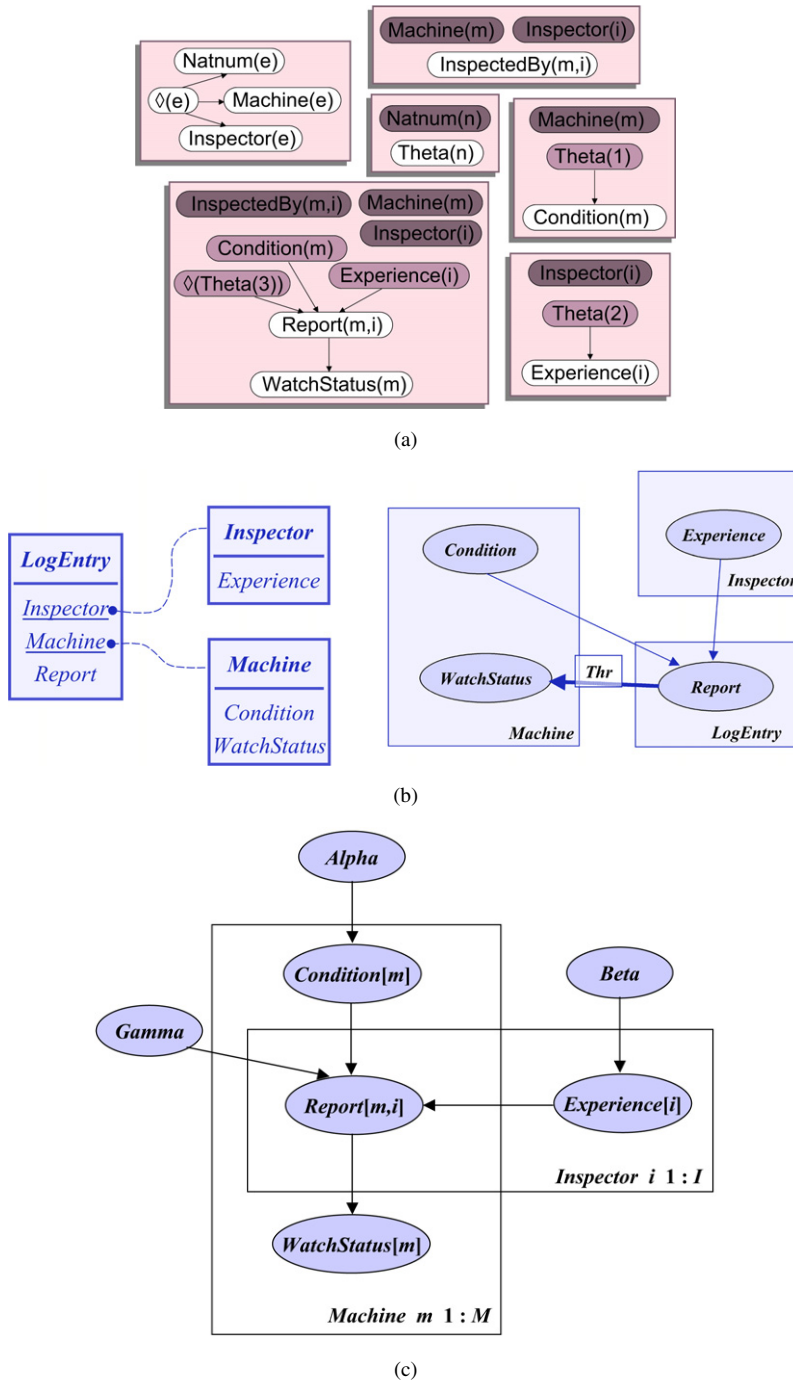 Natnum(e)
◊(e)
Machine(e)
Inspector(e)
Machine(m) Inspector(i)
InspectedBy(m,i)
Natnum(n)
Theta(n)
Machine(m)
Theta(1)
Condition(m)
InspectedBy(m,i) Machine(m)
Inspector(i)
Condition(m)
◊(Theta(3)) Experience(i)
Report(m,i)
WatchStatus(m)
Inspector(i)
Theta(2)
Experience(i)
(a)
LogEntry
Inspector
Machine
Report
Inspector
Experience
Machine
Condition
WatchStatus
Condition
WatchStatus
Machine
Thr
Experience
Inspector
Report
LogEntry
(b)
Alpha
Condition[m]
Beta
Gamma
Report[m,i]
Experience[i]
Inspector i 1 : I
WatchStatus[m]
Machine m 1 : M
(c)